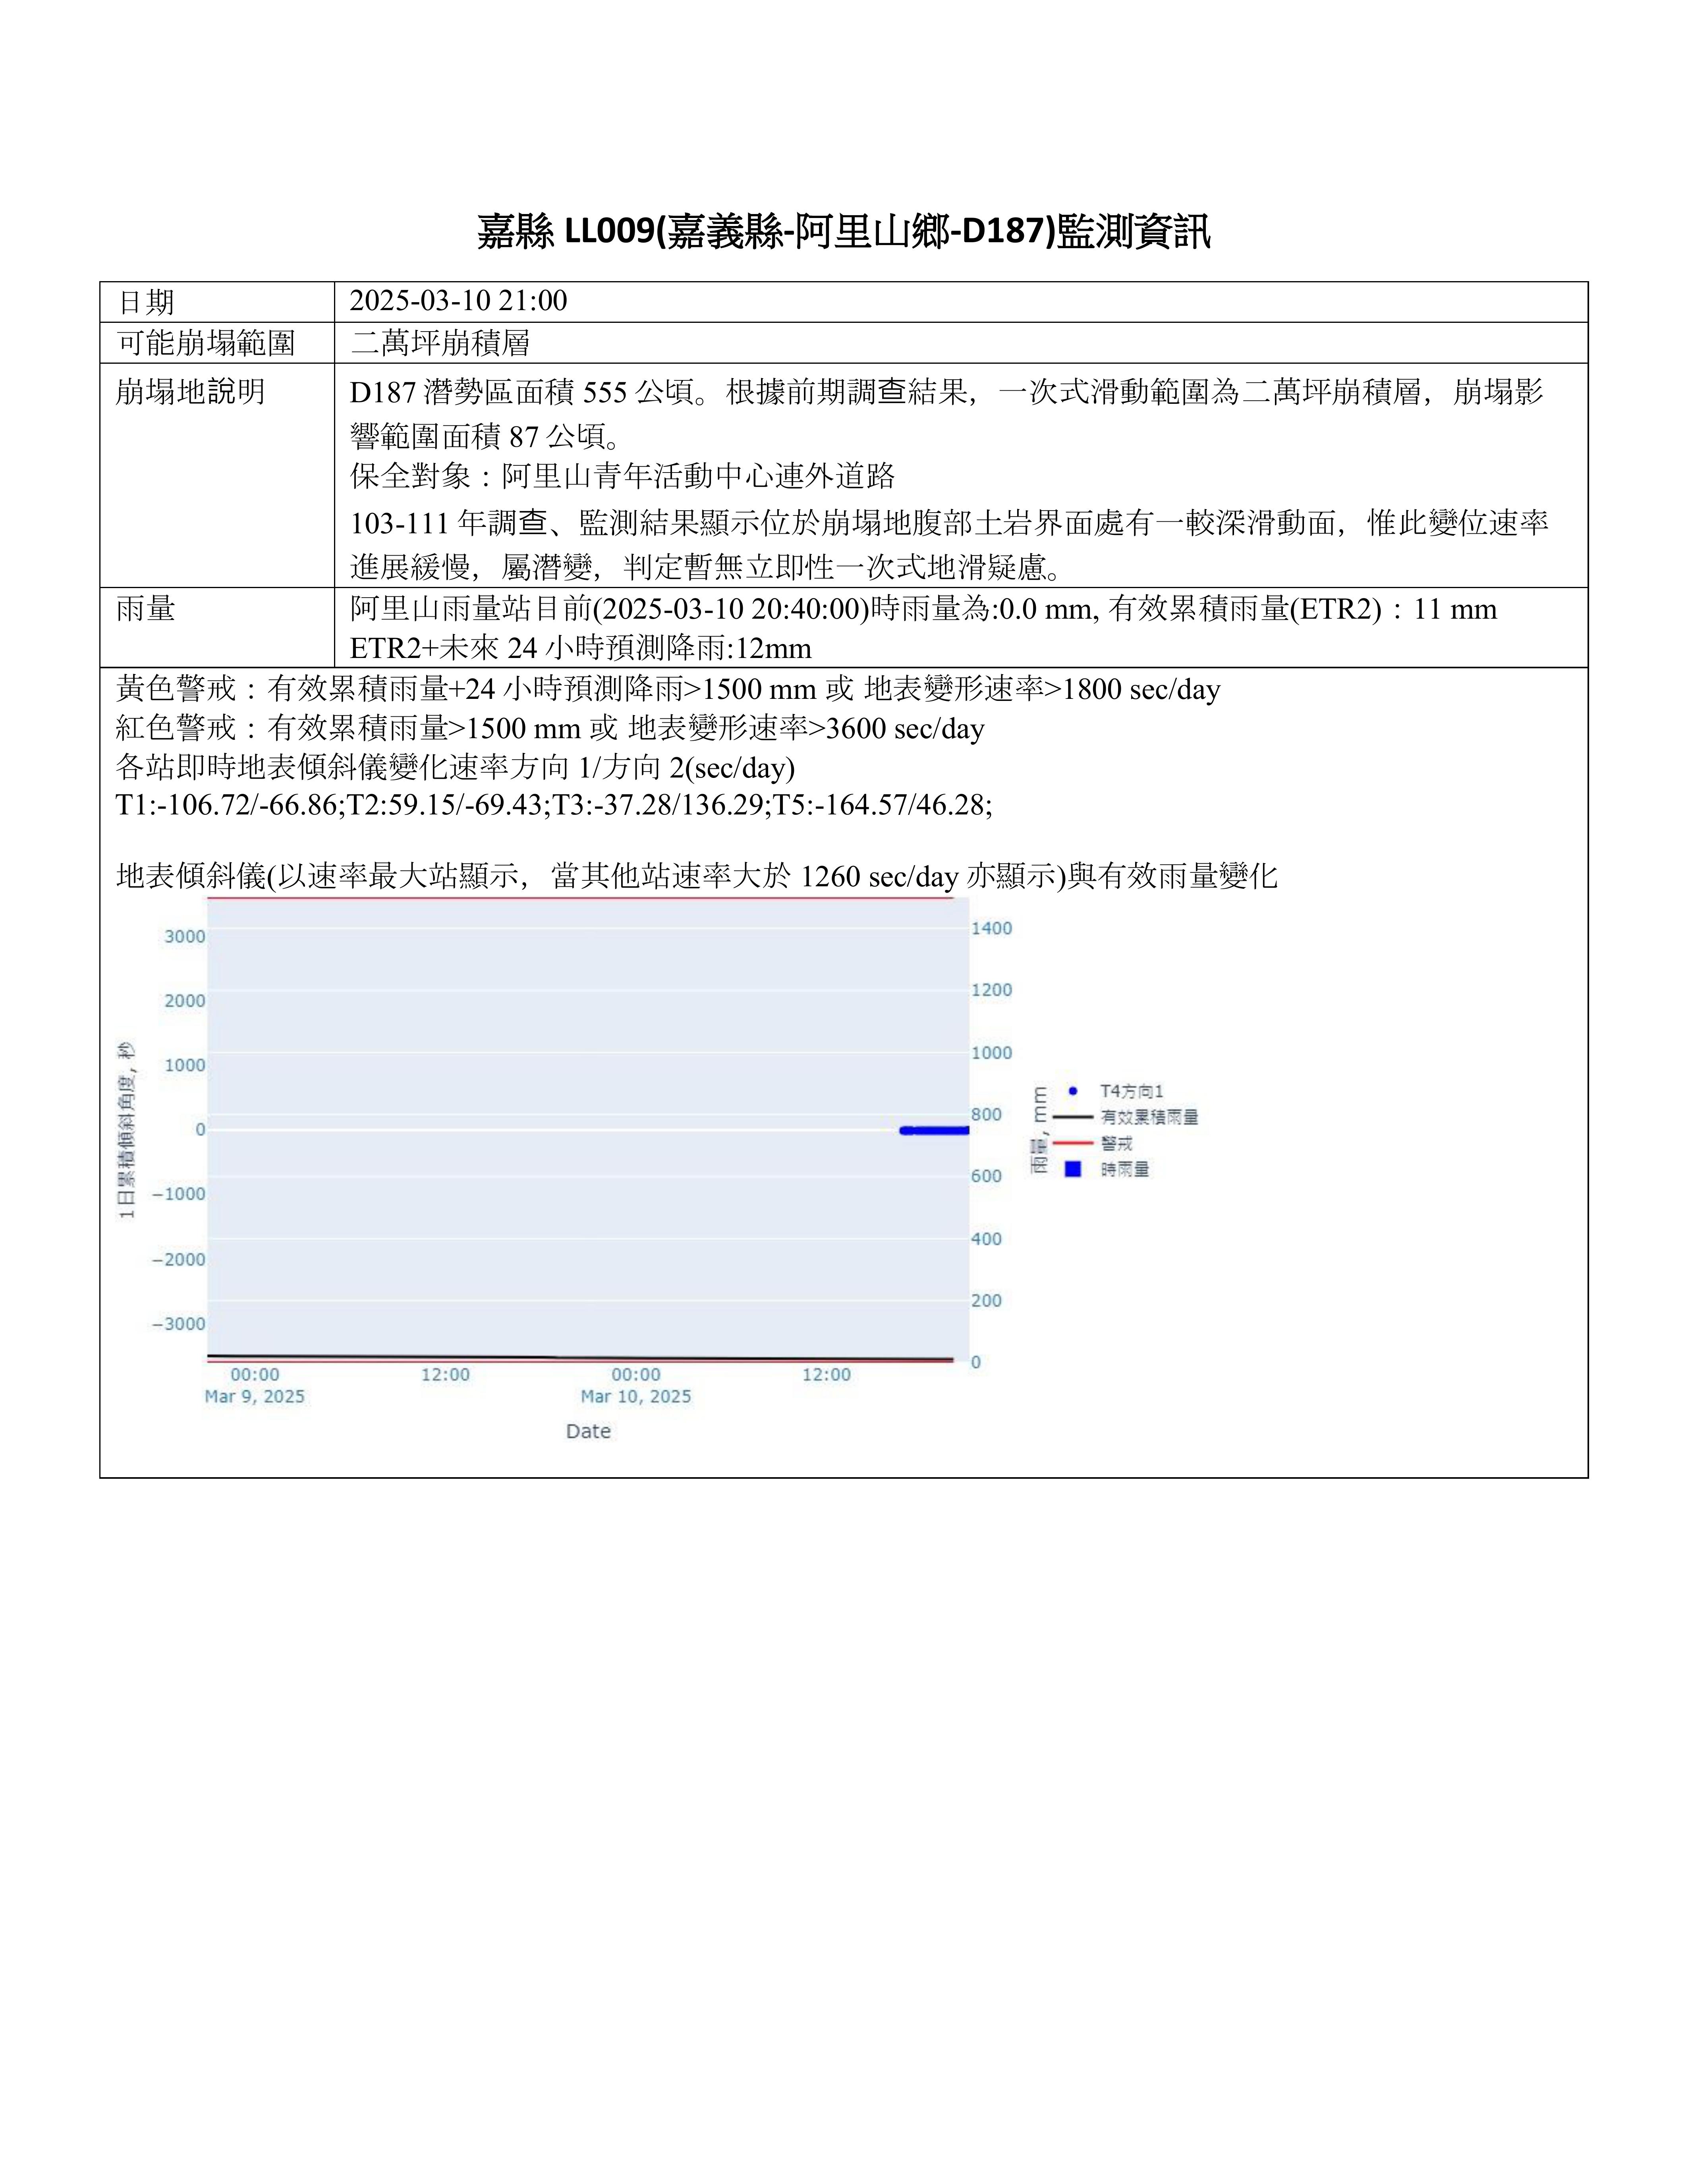 嘉縣 LL009(嘉義縣-阿里山鄉-D187)監測資訊
日期
2025-03-10 21:00
可能崩塌範圍
二萬坪崩積層
崩塌地說明
D187 潛勢區面積 555 公頃。根據前期調查結果，一次式滑動範圍為二萬坪崩積層，崩塌影
響範圍面積 87 公頃。
保全對象：阿里山青年活動中心連外道路
103-111 年調查、監測結果顯示位於崩塌地腹部土岩界面處有一較深滑動面，惟此變位速率
進展緩慢，屬潛變，判定暫無立即性一次式地滑疑慮。
雨量
阿里山雨量站目前(2025-03-10 20:40:00)時雨量為:0.0 mm, 有效累積雨量(ETR2)：11 mm
ETR2+未來 24 小時預測降雨:12mm
黃色警戒：有效累積雨量+24 小時預測降雨>1500 mm 或 地表變形速率>1800 sec/day
紅色警戒：有效累積雨量>1500 mm 或 地表變形速率>3600 sec/day
各站即時地表傾斜儀變化速率方向 1/方向 2(sec/day)
T1:-106.72/-66.86;T2:59.15/-69.43;T3:-37.28/136.29;T5:-164.57/46.28;
地表傾斜儀(以速率最大站顯示，當其他站速率大於 1260 sec/day 亦顯示)與有效雨量變化
1日累積傾斜角度, 秒
3000
2000
1000
0
−1000
−2000
−3000
1400
1200
1000
800
600
400
200
0
雨量, mm
T4方向1
有效累積雨量
警戒
時雨量
00:00
Mar 9, 2025
12:00
00:00
Mar 10, 2025
12:00
Date